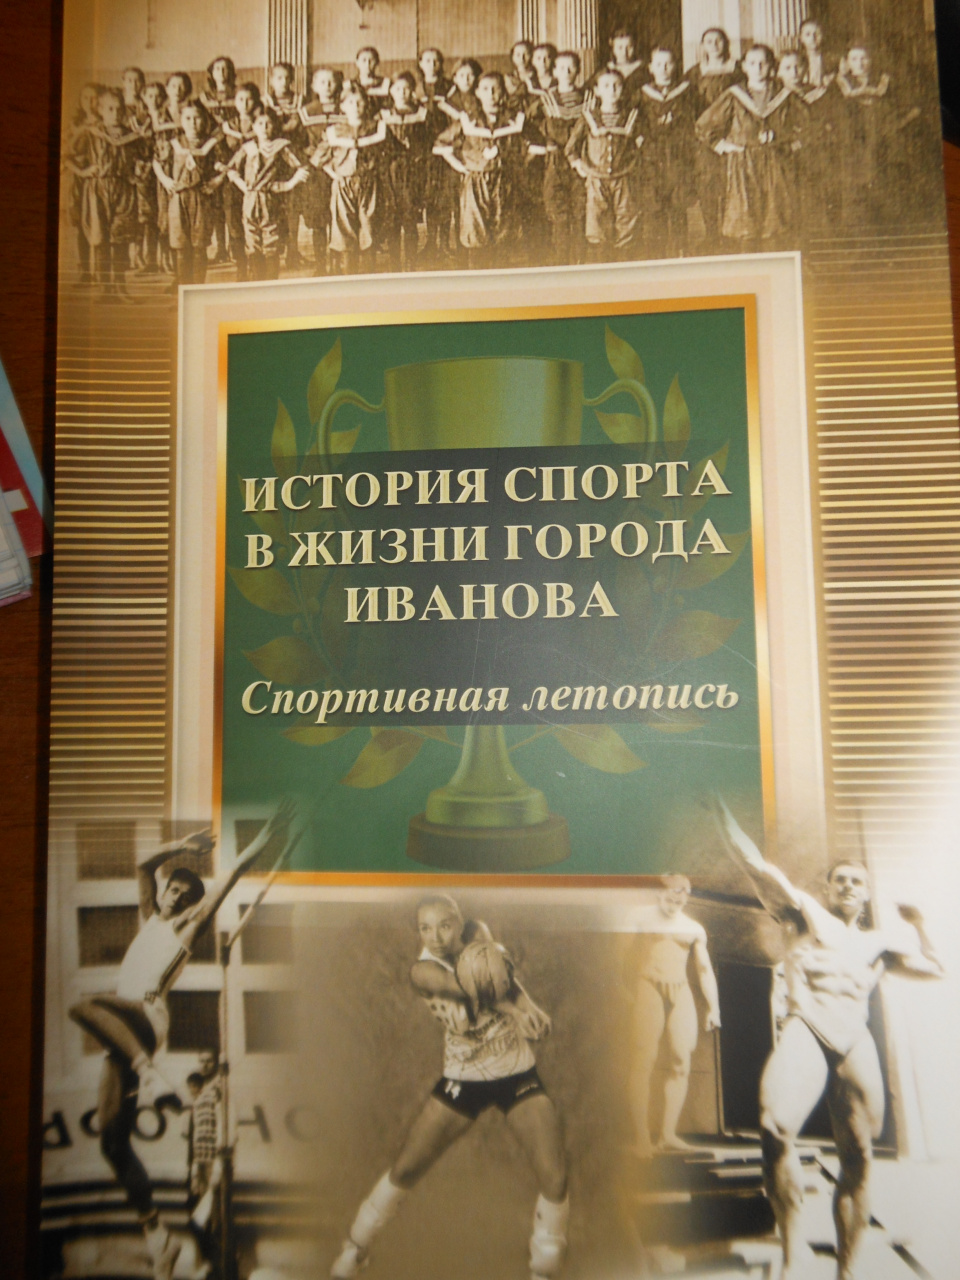 ИСТОРИЯ СПОРТА
В ЖИЗНИ ГОРОДА
ИВАНОВА
Спортивная летопись